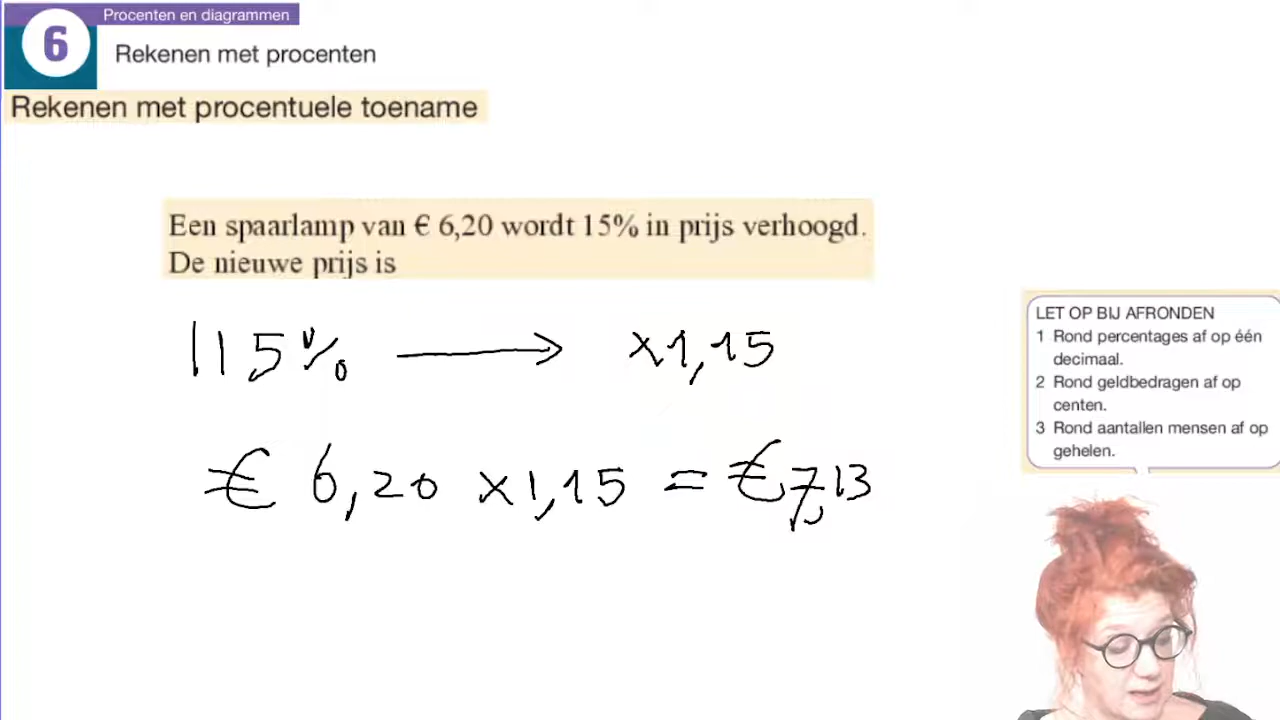 Procenten en diagrammen
6
Rekenen met procenten
Rekenen met procentuele toename
Een spaarlamp van € 6,20 wordt 15% in prijs verhoogd.
De nieuwe prijs is
115% → ×1,15
€ 6,20 ×1,15 = €7,13
LET OP BIJ AFRONDEN
1 Rond percentages af op één
decimaal.
2 Rond geldbedragen af op
centen.
3 Rond aantallen mensen af op
gehelen.